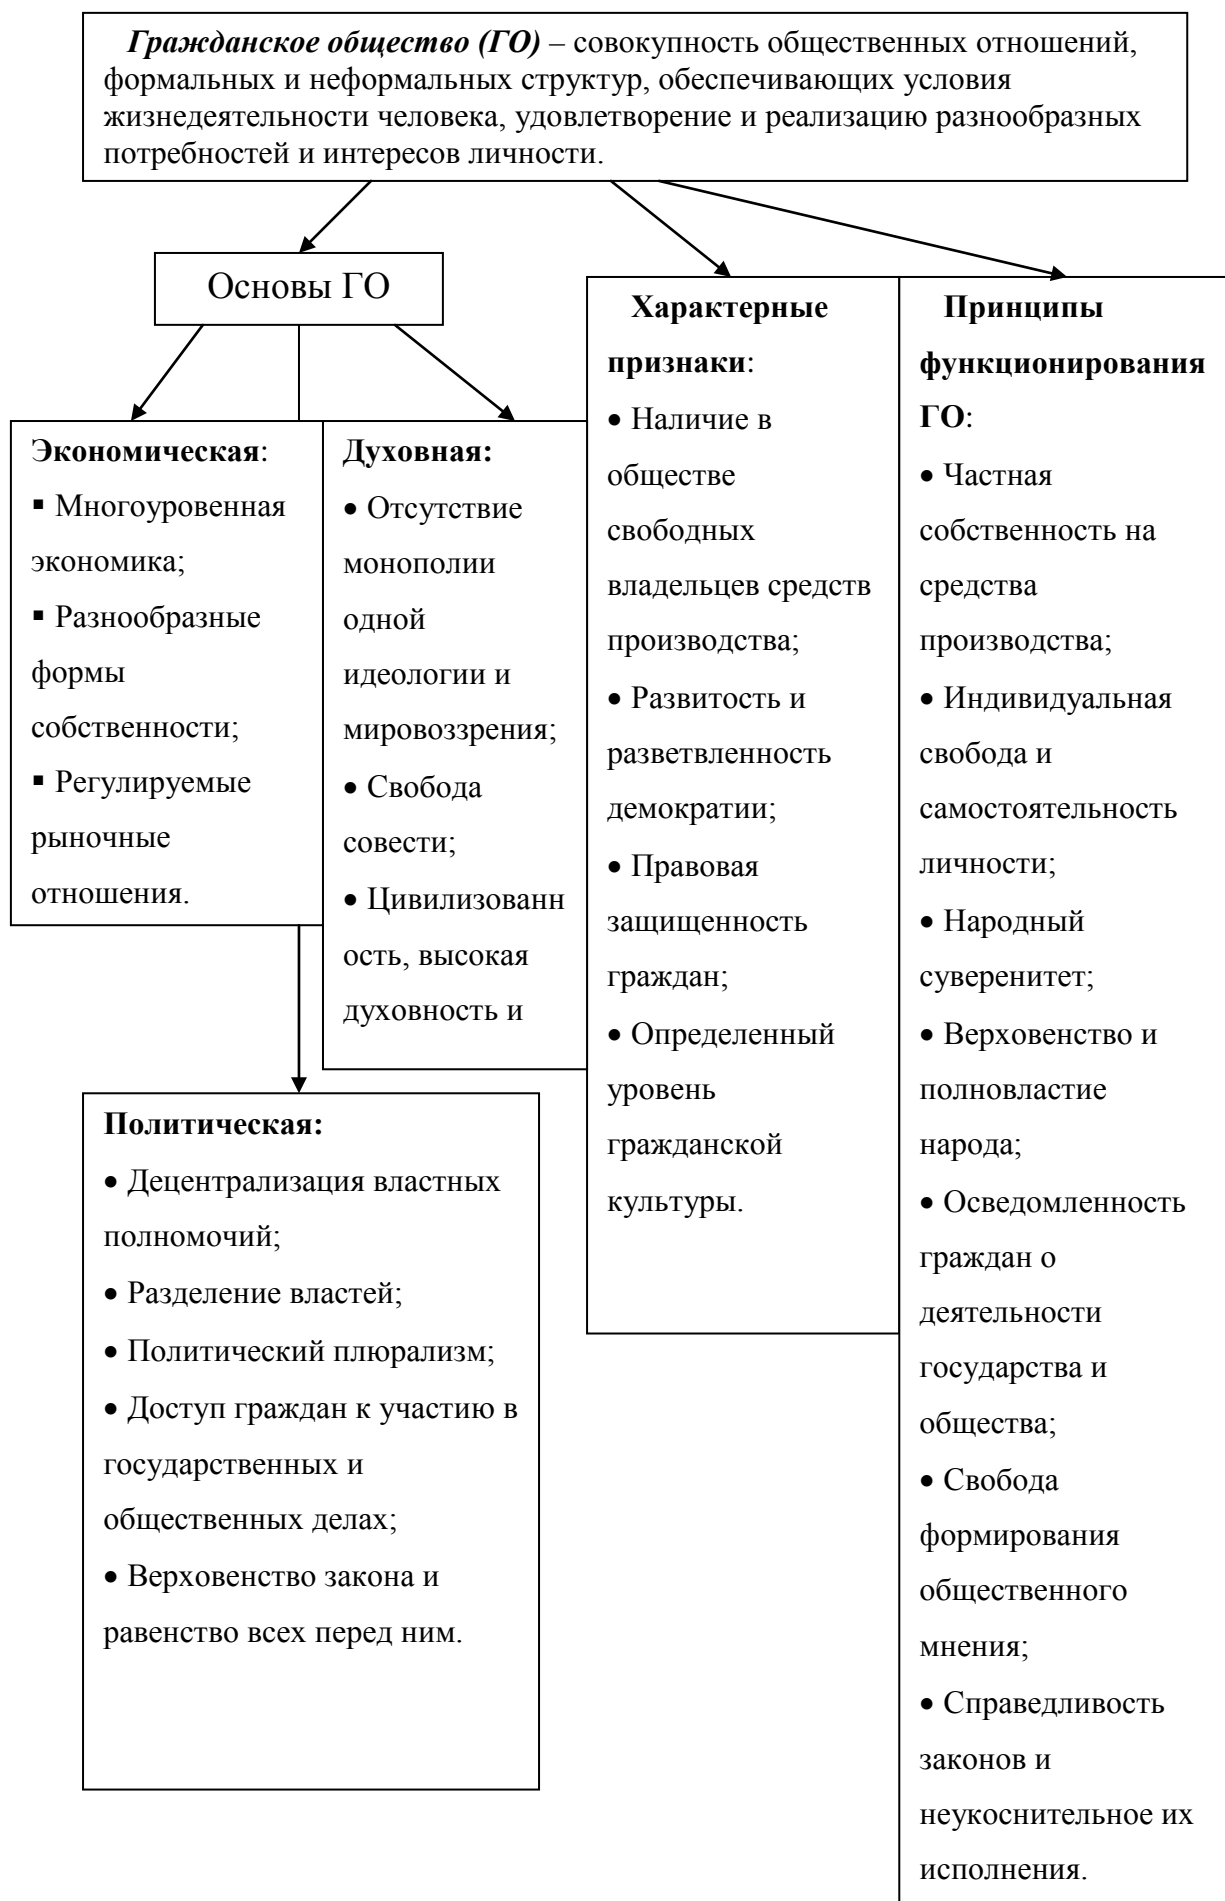 Гражданское общество (ГО) – совокупность общественных отношений,
формальных и неформальных структур, обеспечивающих условия
жизнедеятельности человека, удовлетворение и реализацию разнообразных
потребностей и интересов личности.
Основы ГО
Экономическая:
▪ Многоуровенная
экономика;
▪ Разнообразные
формы
собственности;
▪ Регулируемые
рыночные
отношения.
Духовная:
• Отсутствие
монополии
одной
идеологии и
мировоззрения;
• Свобода
совести;
• Цивилизованн
ость, высокая
духовность и
Политическая:
• Децентрализация властных
полномочий;
• Разделение властей;
• Политический плюрализм;
• Доступ граждан к участию в
государственных и
общественных делах;
• Верховенство закона и
равенство всех перед ним.
Характерные
признаки:
• Наличие в
обществе
свободных
владельцев средств
производства;
• Развитость и
разветвленность
демократии;
• Правовая
защищенность
граждан;
• Определенный
уровень
гражданской
культуры.
Принципы
функционирования
ГО:
• Частная
собственность на
средства
производства;
• Индивидуальная
свобода и
самостоятельность
личности;
• Народный
суверенитет;
• Верховенство и
полновластие
народа;
• Осведомленность
граждан о
деятельности
государства и
общества;
• Свобода
формирования
общественного
мнения;
• Справедливость
законов и
неукоснительное их
исполнения.